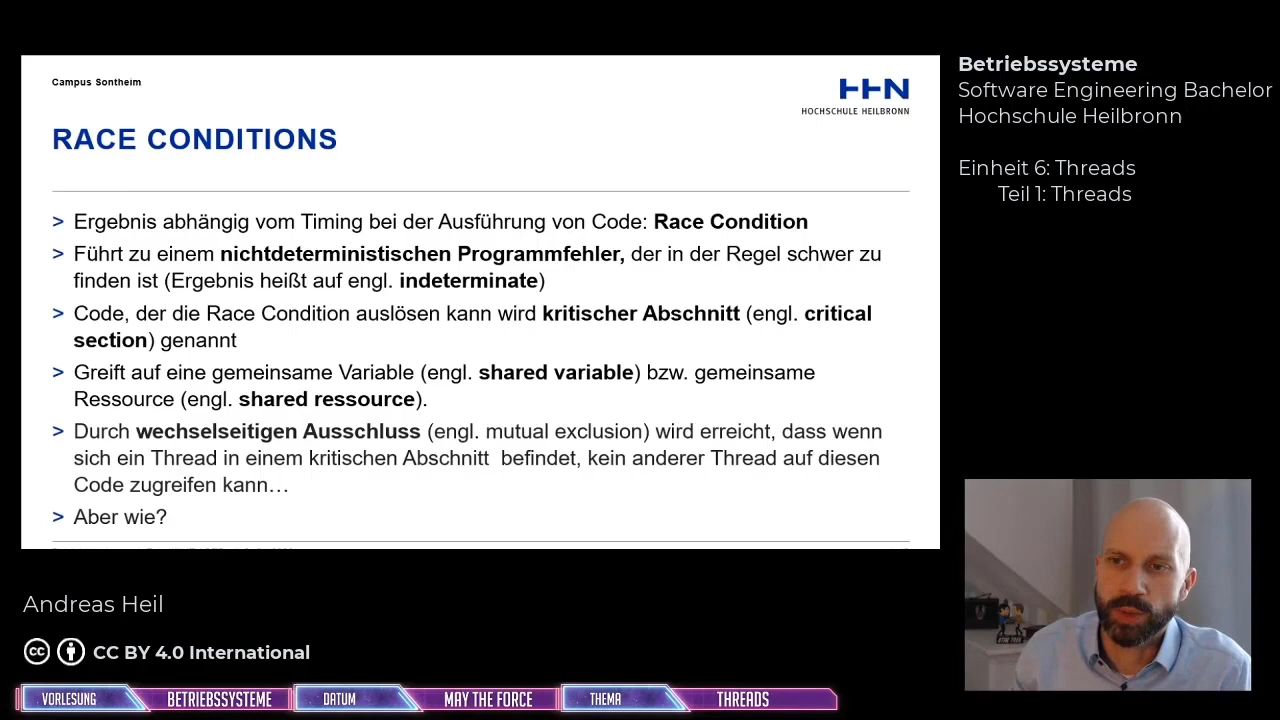 Campus Sontheim
HHN
HOCHSCHULE HEILBRONN
RACE CONDITIONS
> Ergebnis abhängig vom Timing bei der Ausführung von Code: Race Condition
> Führt zu einem nichtdeterministischen Programmfehler, der in der Regel schwer zu
finden ist (Ergebnis heißt auf engl. indeterminate)
> Code, der die Race Condition auslösen kann wird kritischer Abschnitt (engl. critical
section) genannt
> Greift auf eine gemeinsame Variable (engl. shared variable) bzw. gemeinsame
Ressource (engl. shared ressource).
> Durch wechselseitigen Ausschluss (engl. mutual exclusion) wird erreicht, dass wenn
sich ein Thread in einem kritischen Abschnitt befindet, kein anderer Thread auf diesen
Code zugreifen kann…
> Aber wie?
Betriebssysteme
Software Engineering Bachelor
Hochschule Heilbronn
Einheit 6: Threads
Teil 1: Threads
STAR TREK
Andreas Heil
CC BY 4.0 International
VORLESUNG BETRIEBSSYSTEME DATUM MAY THE FORCE THEMA THREADS